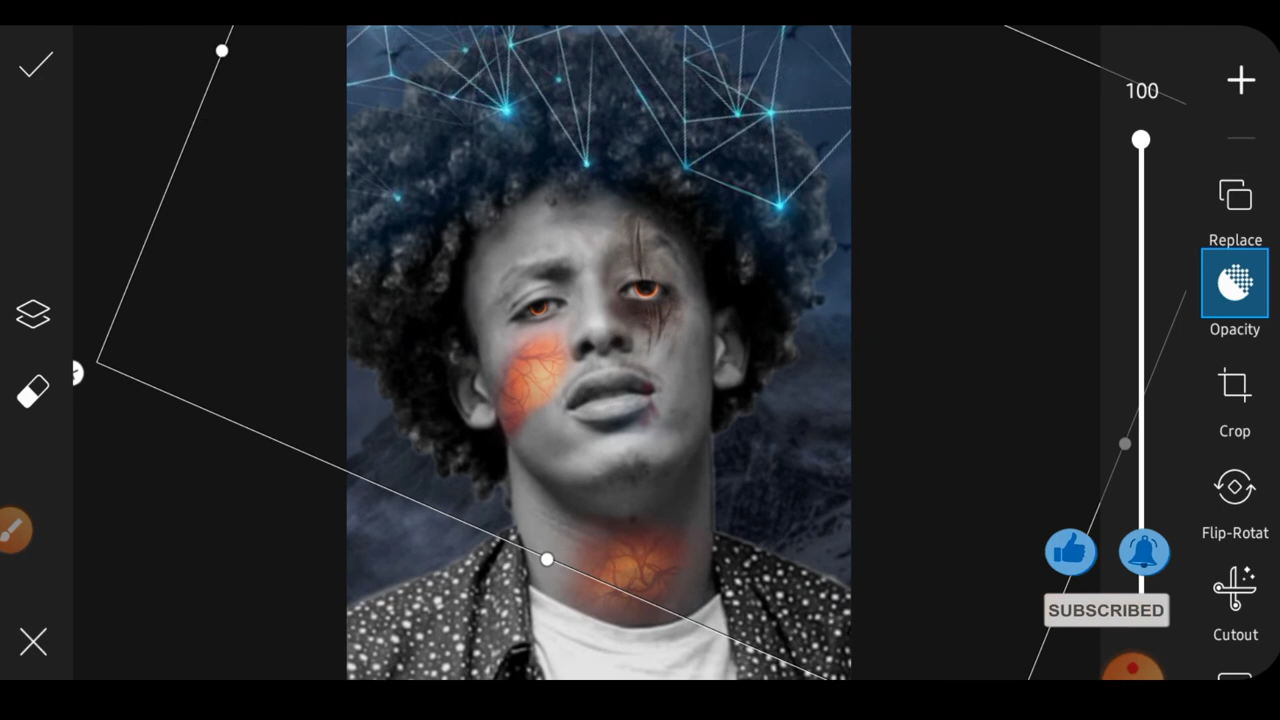 100
Replace
Opacity
Crop
Flip-Rotat
SUBSCRIBED
Cutout